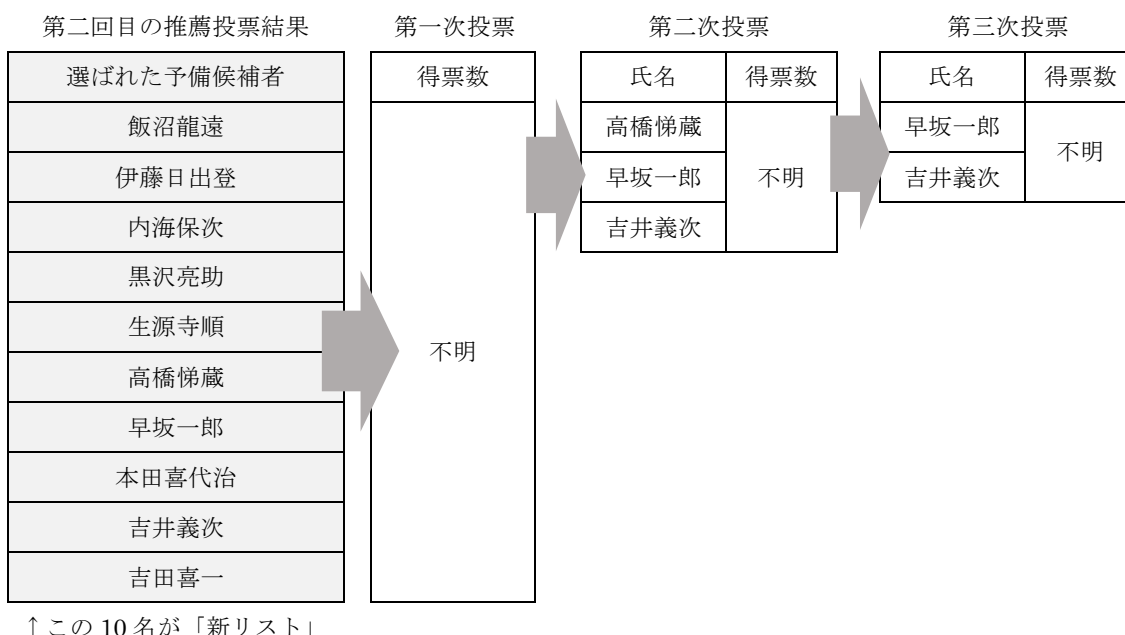 第二回目の推薦投票結果
選ばれた予備候補者
飯沼龍遠
伊藤日出登
内海保次
黒沢亮助
生源寺順
高橋悌蔵
早坂一郎
本田喜代治
吉井義次
吉田喜一
↑この10名が「新リスト」
第一次投票
得票数
不明
第二次投票
氏名 得票数
高橋悌蔵
早坂一郎 不明
吉井義次
第三次投票
氏名 得票数
早坂一郎
不明
吉井義次